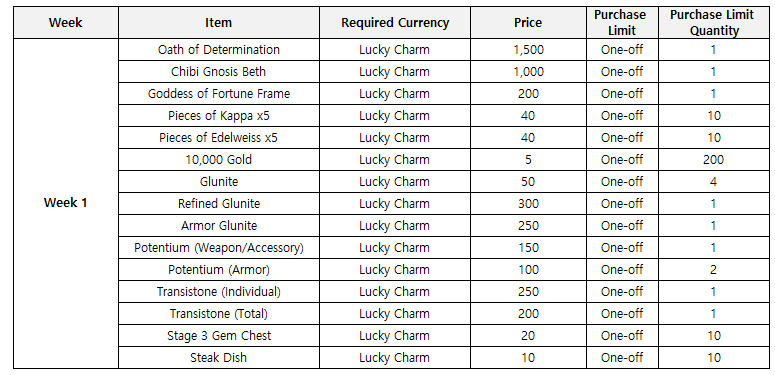 Week Item Required Currency Price Purchase Limit Purchase Limit Quantity
Week 1
Oath of Determination Lucky Charm 1,500 One-off 1
Chibi Gnosis Beth Lucky Charm 1,000 One-off 1
Goddess of Fortune Frame Lucky Charm 200 One-off 1
Pieces of Kappa x5 Lucky Charm 40 One-off 10
Pieces of Edelweiss x5 Lucky Charm 40 One-off 10
10,000 Gold Lucky Charm 5 One-off 200
Glunite Lucky Charm 50 One-off 4
Refined Glunite Lucky Charm 300 One-off 1
Armor Glunite Lucky Charm 250 One-off 1
Potentium (Weapon/Accessory) Lucky Charm 150 One-off 1
Potentium (Armor) Lucky Charm 100 One-off 2
Transistone (Individual) Lucky Charm 250 One-off 1
Transistone (Total) Lucky Charm 200 One-off 1
Stage 3 Gem Chest Lucky Charm 20 One-off 10
Steak Dish Lucky Charm 10 One-off 10